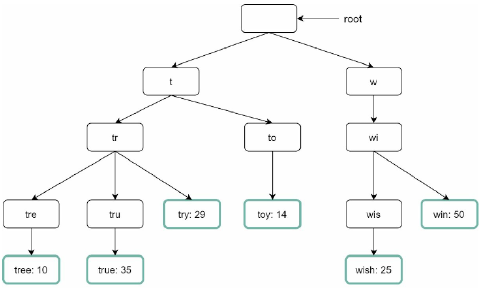 root
t
w
tr
to
wi
tre
tru
try: 29
toy: 14
wis
win: 50
tree: 10
true: 35
wish: 25